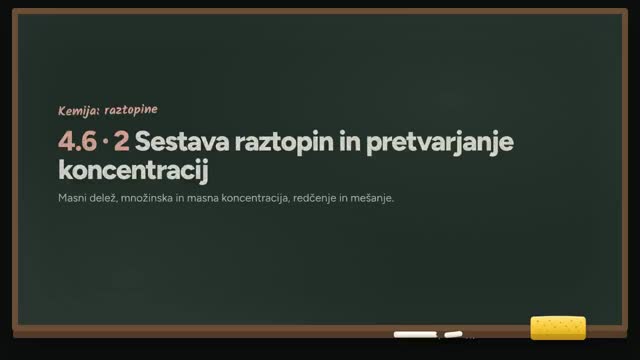 Kemija: raztopine
4.6 · 2 Sestava raztopin in pretvarjanje
koncentracij
Masni delež, množinska in masna koncentracija, redčenje in mešanje.